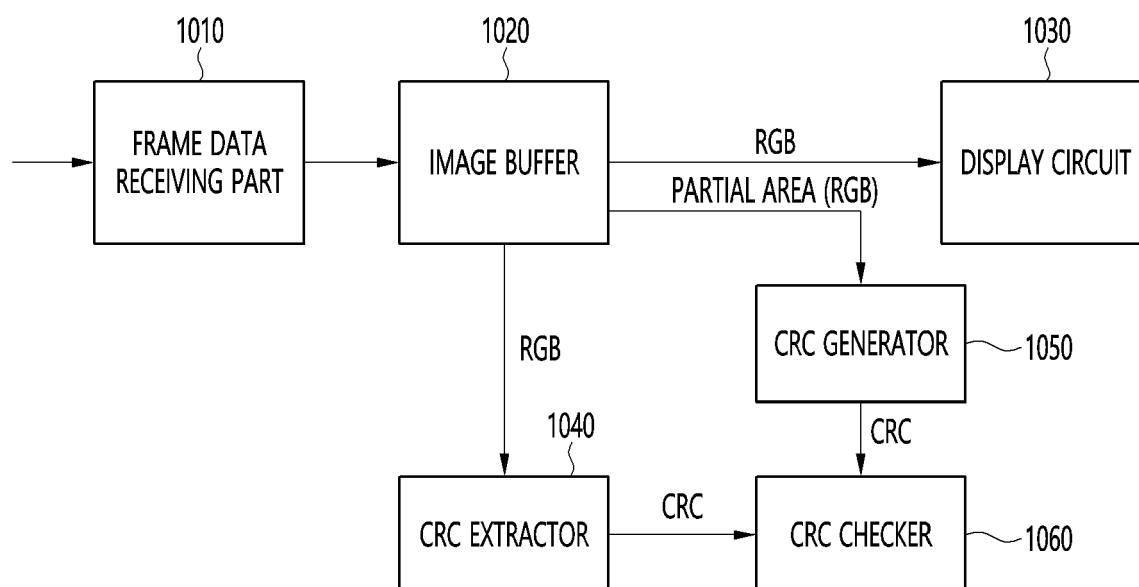 1010
1020
1030
FRAME DATA
RECEIVING PART
IMAGE BUFFER
RGB
DISPLAY CIRCUIT
PARTIAL AREA (RGB)
RGB
CRC GENERATOR
1050
1040
CRC
CRC EXTRACTOR
CRC
CRC CHECKER
1060